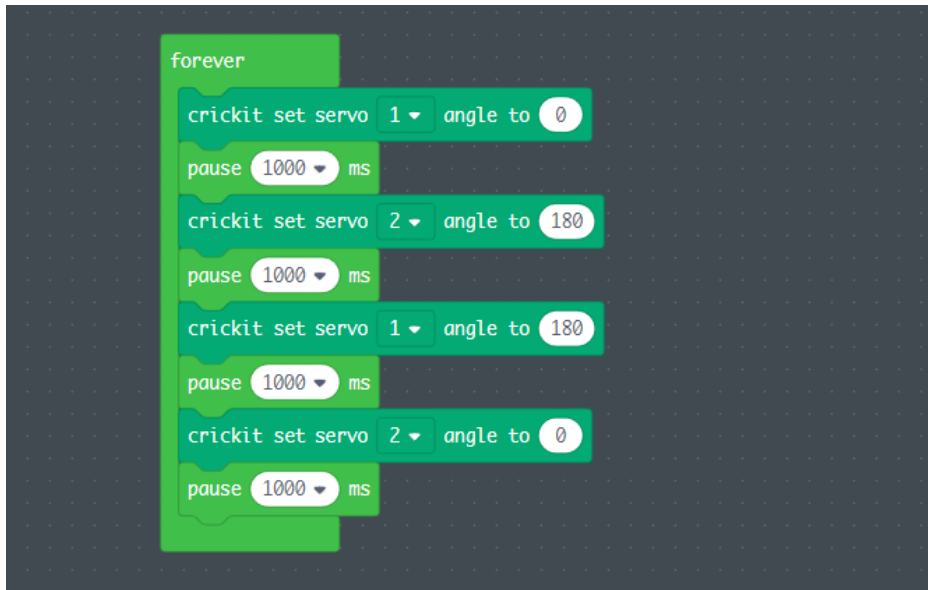 forever
crickit set servo 1 angle to 0
pause 1000 ms
crickit set servo 2 angle to 180
pause 1000 ms
crickit set servo 1 angle to 180
pause 1000 ms
crickit set servo 2 angle to 0
pause 1000 ms